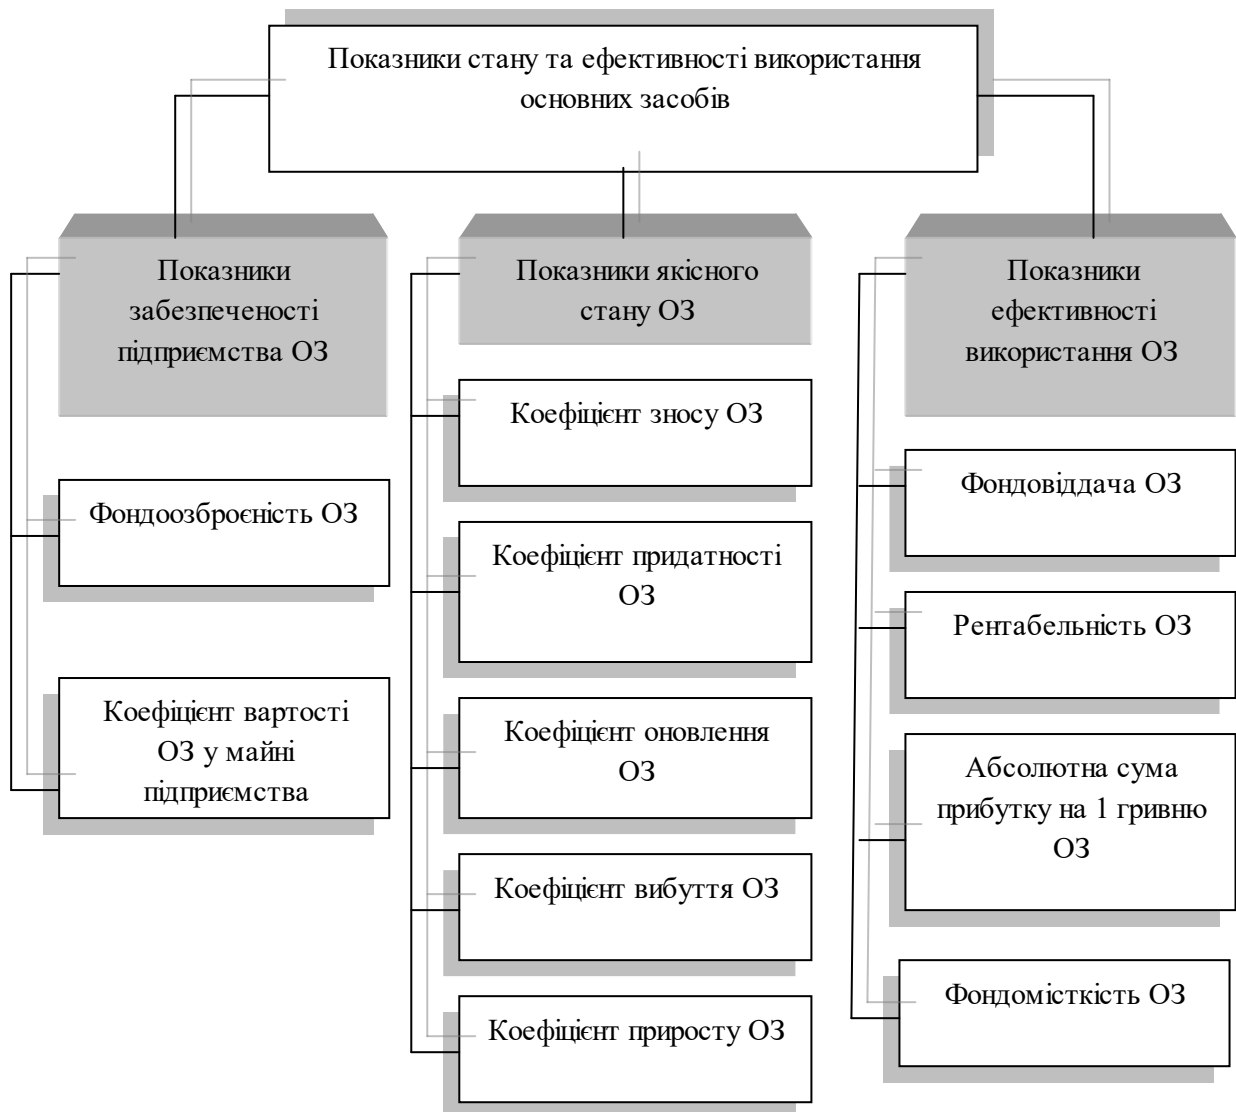 Показники стану та ефективності використання
основних засобів
Показники
забезпеченості
підприємства ОЗ
Фондоозброєність ОЗ
Коефіцієнт вартості
ОЗ у майні
підприємства
Показники якісного
стану ОЗ
Коефіцієнт зносу ОЗ
Коефіцієнт придатності
ОЗ
Коефіцієнт оновлення
ОЗ
Коефіцієнт вибуття ОЗ
Коефіцієнт приросту ОЗ
Показники
ефективності
використання ОЗ
Фондовіддача ОЗ
Рентабельність ОЗ
Абсолютна сума
прибутку на 1 гривню
ОЗ
Фондомісткість ОЗ